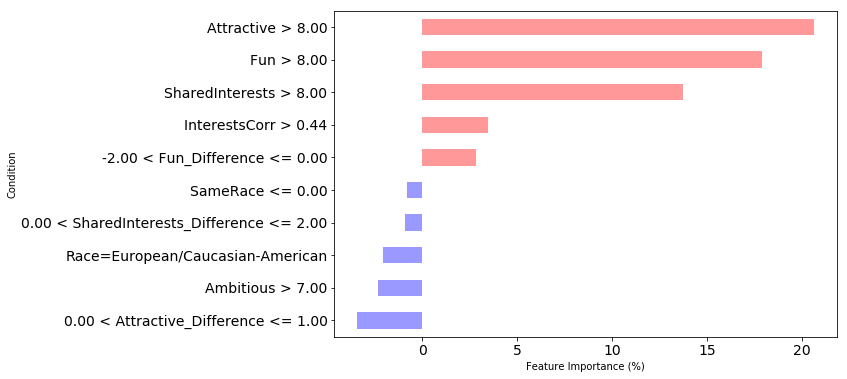 Attractive > 8.00
Fun > 8.00
SharedInterests > 8.00
InterestsCorr > 0.44
-2.00 < Fun_Difference <= 0.00
SameRace <= 0.00
0.00 < SharedInterests_Difference <= 2.00
Race=European/Caucasian-American
Ambitious > 7.00
0.00 < Attractive_Difference <= 1.00
Condition
0 5 10 15 20
Feature Importance (%)